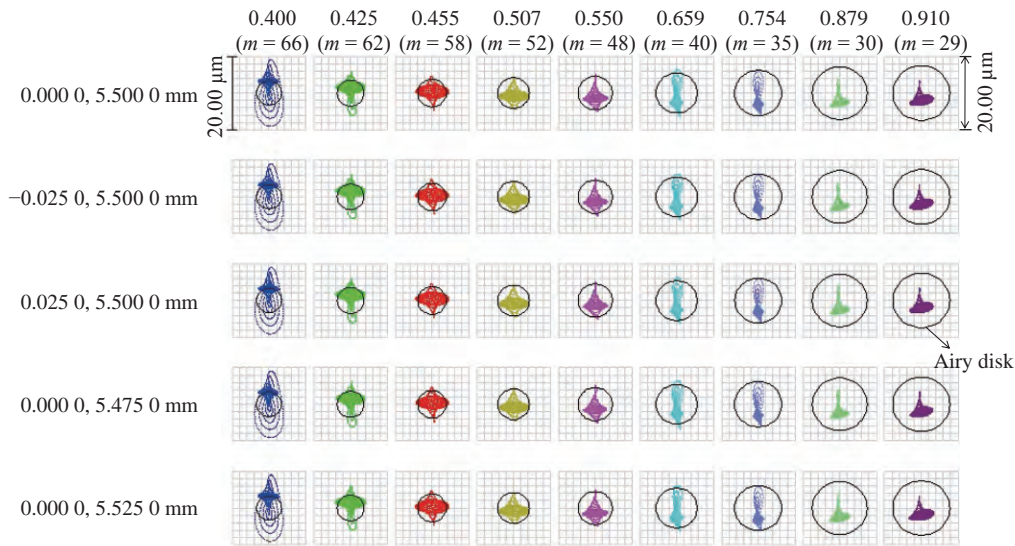 0.400 0.425 0.455 0.507 0.550 0.659 0.754 0.879 0.910
(m = 66) (m = 62) (m = 58) (m = 52) (m = 48) (m = 40) (m = 35) (m = 30) (m = 29)
0.000 0, 5.500 0 mm
20.00 μm
20.00 μm
−0.025 0, 5.500 0 mm
0.025 0, 5.500 0 mm
Airy disk
0.000 0, 5.475 0 mm
0.000 0, 5.525 0 mm